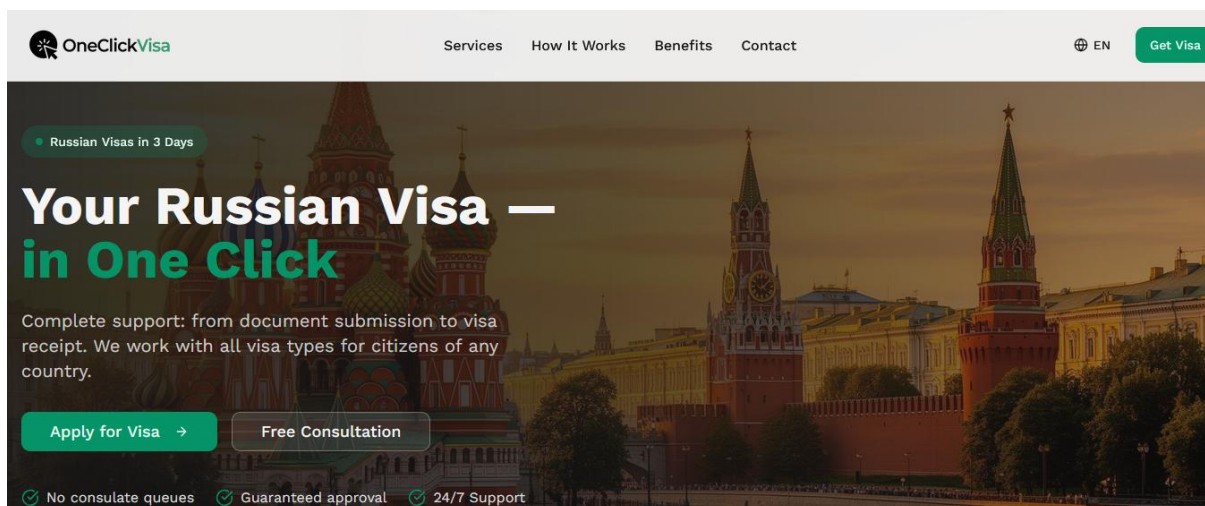 OneClickVisa
Services
How It Works
Benefits
Contact
EN
Get Visa
Russian Visas in 3 Days
Your Russian Visa —
in One Click
Complete support: from document submission to visa
receipt. We work with all visa types for citizens of any
country.
Apply for Visa →
Free Consultation
No consulate queues
Guaranteed approval
24/7 Support